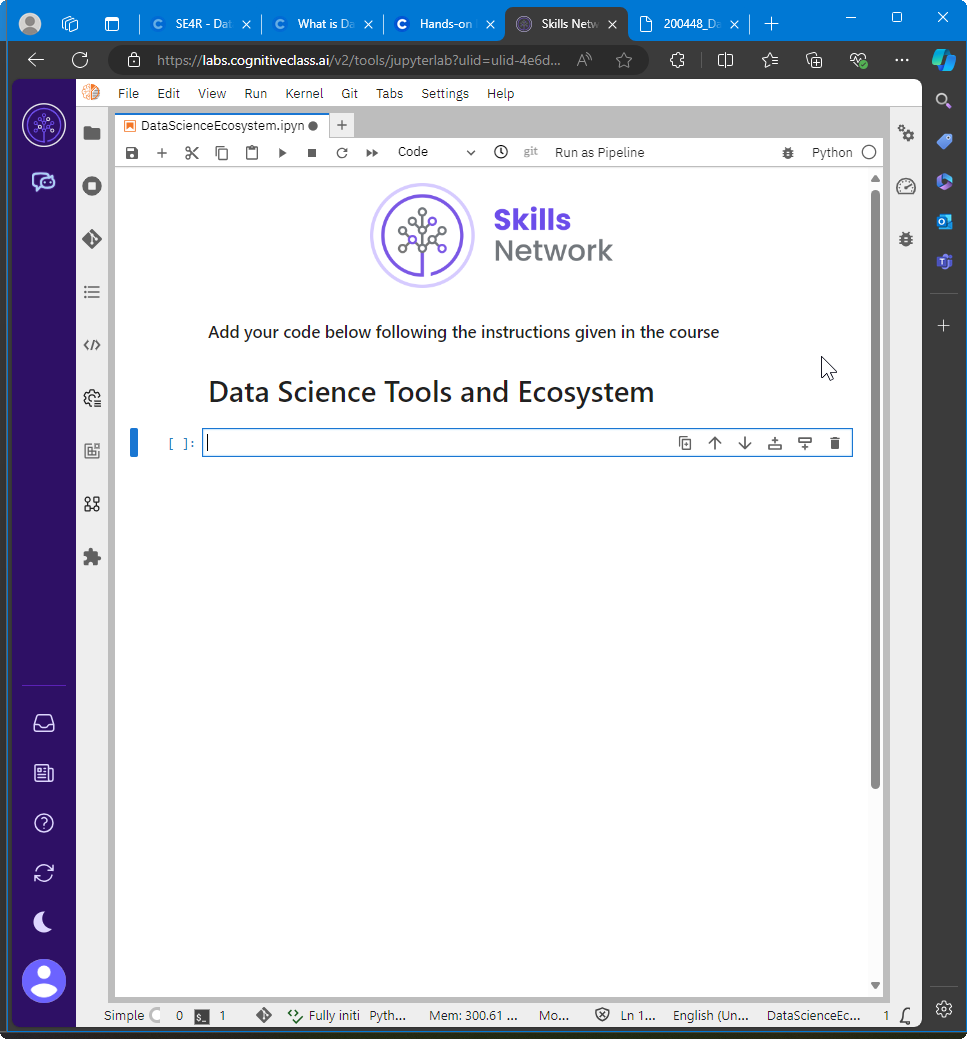 SE4R - Dat
What is Da
Hands-on
Skills Netw
200448_Da
https://labs.cognitiveclass.ai/v2/tools/jupyterlab?ulid=ulid-4e6d...
File Edit View Run Kernel Git Tabs Settings Help
DataScienceEcosystem.ipyn
Code git Run as Pipeline Python
Skills
Network
Add your code below following the instructions given in the course
Data Science Tools and Ecosystem
[ ]:
Simple 0 1 Fully initi Pyth... Mem: 300.61 ... Mo... Ln 1... English (Un... DataScienceEc... 1